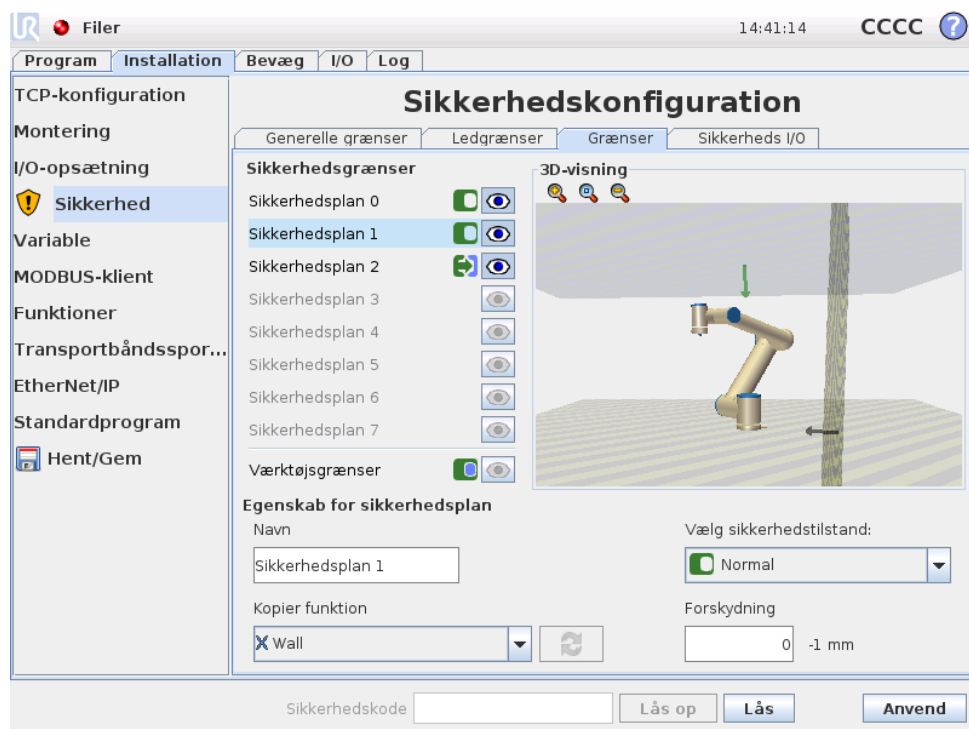 UR Filer 14:41:14 CCCC ?
Program Installation Bevæg I/O Log
TCP-konfiguration
Montering
I/O-opsætning
Sikkerhed
Variable
MODBUS-klient
Funktioner
Transportbåndsspor...
EtherNet/IP
Standardprogram
Hent/Gem
Sikkerhedskonfiguration
Generelle grænser Ledgrænser Grænser Sikkerheds I/O
Sikkerhedsgrænser
Sikkerhedsplan 0
Sikkerhedsplan 1
Sikkerhedsplan 2
Sikkerhedsplan 3
Sikkerhedsplan 4
Sikkerhedsplan 5
Sikkerhedsplan 6
Sikkerhedsplan 7
Værktøjsgrænser
3D-visning
Egenskab for sikkerhedsplan
Navn
Sikkerhedsplan 1
Vælg sikkerhedstilstand:
Normal
Kopier funktion
Wall
Forskydning
0 -1 mm
Sikkerhedskode Lås op Lås Anvend